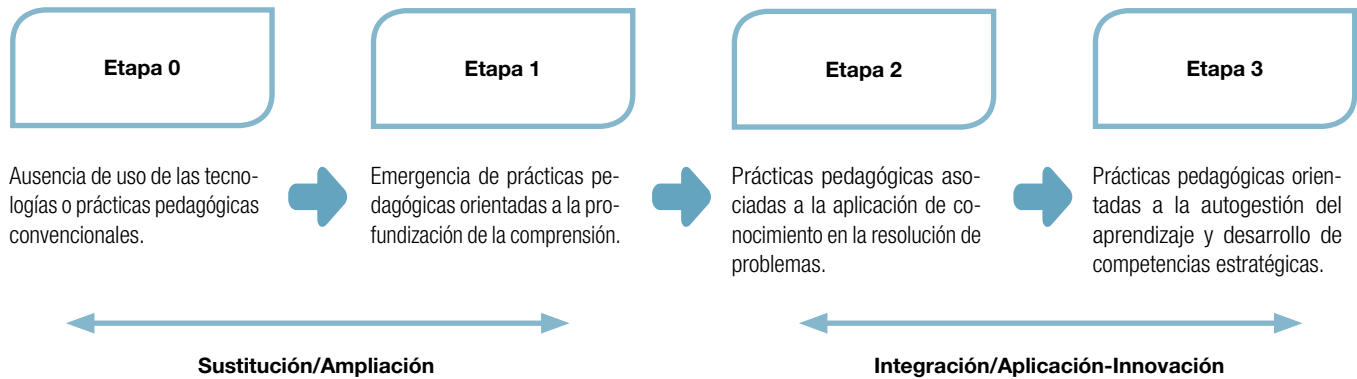 Etapa 0
Etapa 1
Etapa 2
Etapa 3
Ausencia de uso de las tecno-
logías o prácticas pedagógicas
convencionales.
Emergencia de prácticas pe-
dagógicas orientadas a la pro-
fundización de la comprensión.
Prácticas pedagógicas aso-
ciadas a la aplicación de co-
nocimiento en la resolución de
problemas.
Prácticas pedagógicas orien-
tadas a la autogestión del
aprendizaje y desarrollo de
competencias estratégicas.
Sustitución/Ampliación
Integración/Aplicación-Innovación